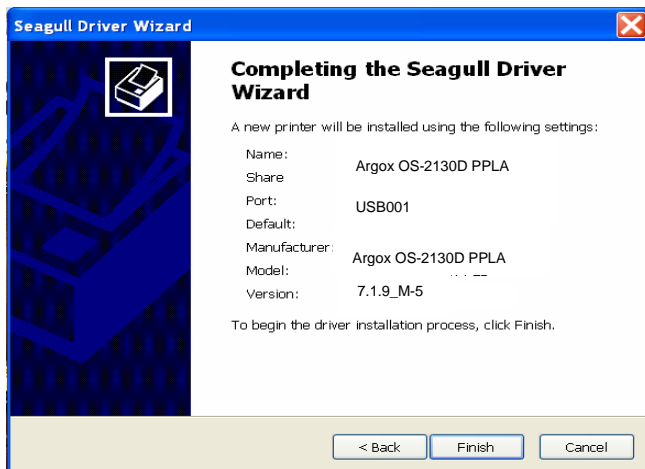 Seagull Driver Wizard
Completing the Seagull Driver
Wizard
A new printer will be installed using the following settings:
Name:
Argox OS-2130D PPLA
Share
Port:
USB001
Default:
Manufacturer:
Argox OS-2130D PPLA
Model:
Version:
7.1.9_M-5
To begin the driver installation process, click Finish.
< Back
Finish
Cancel